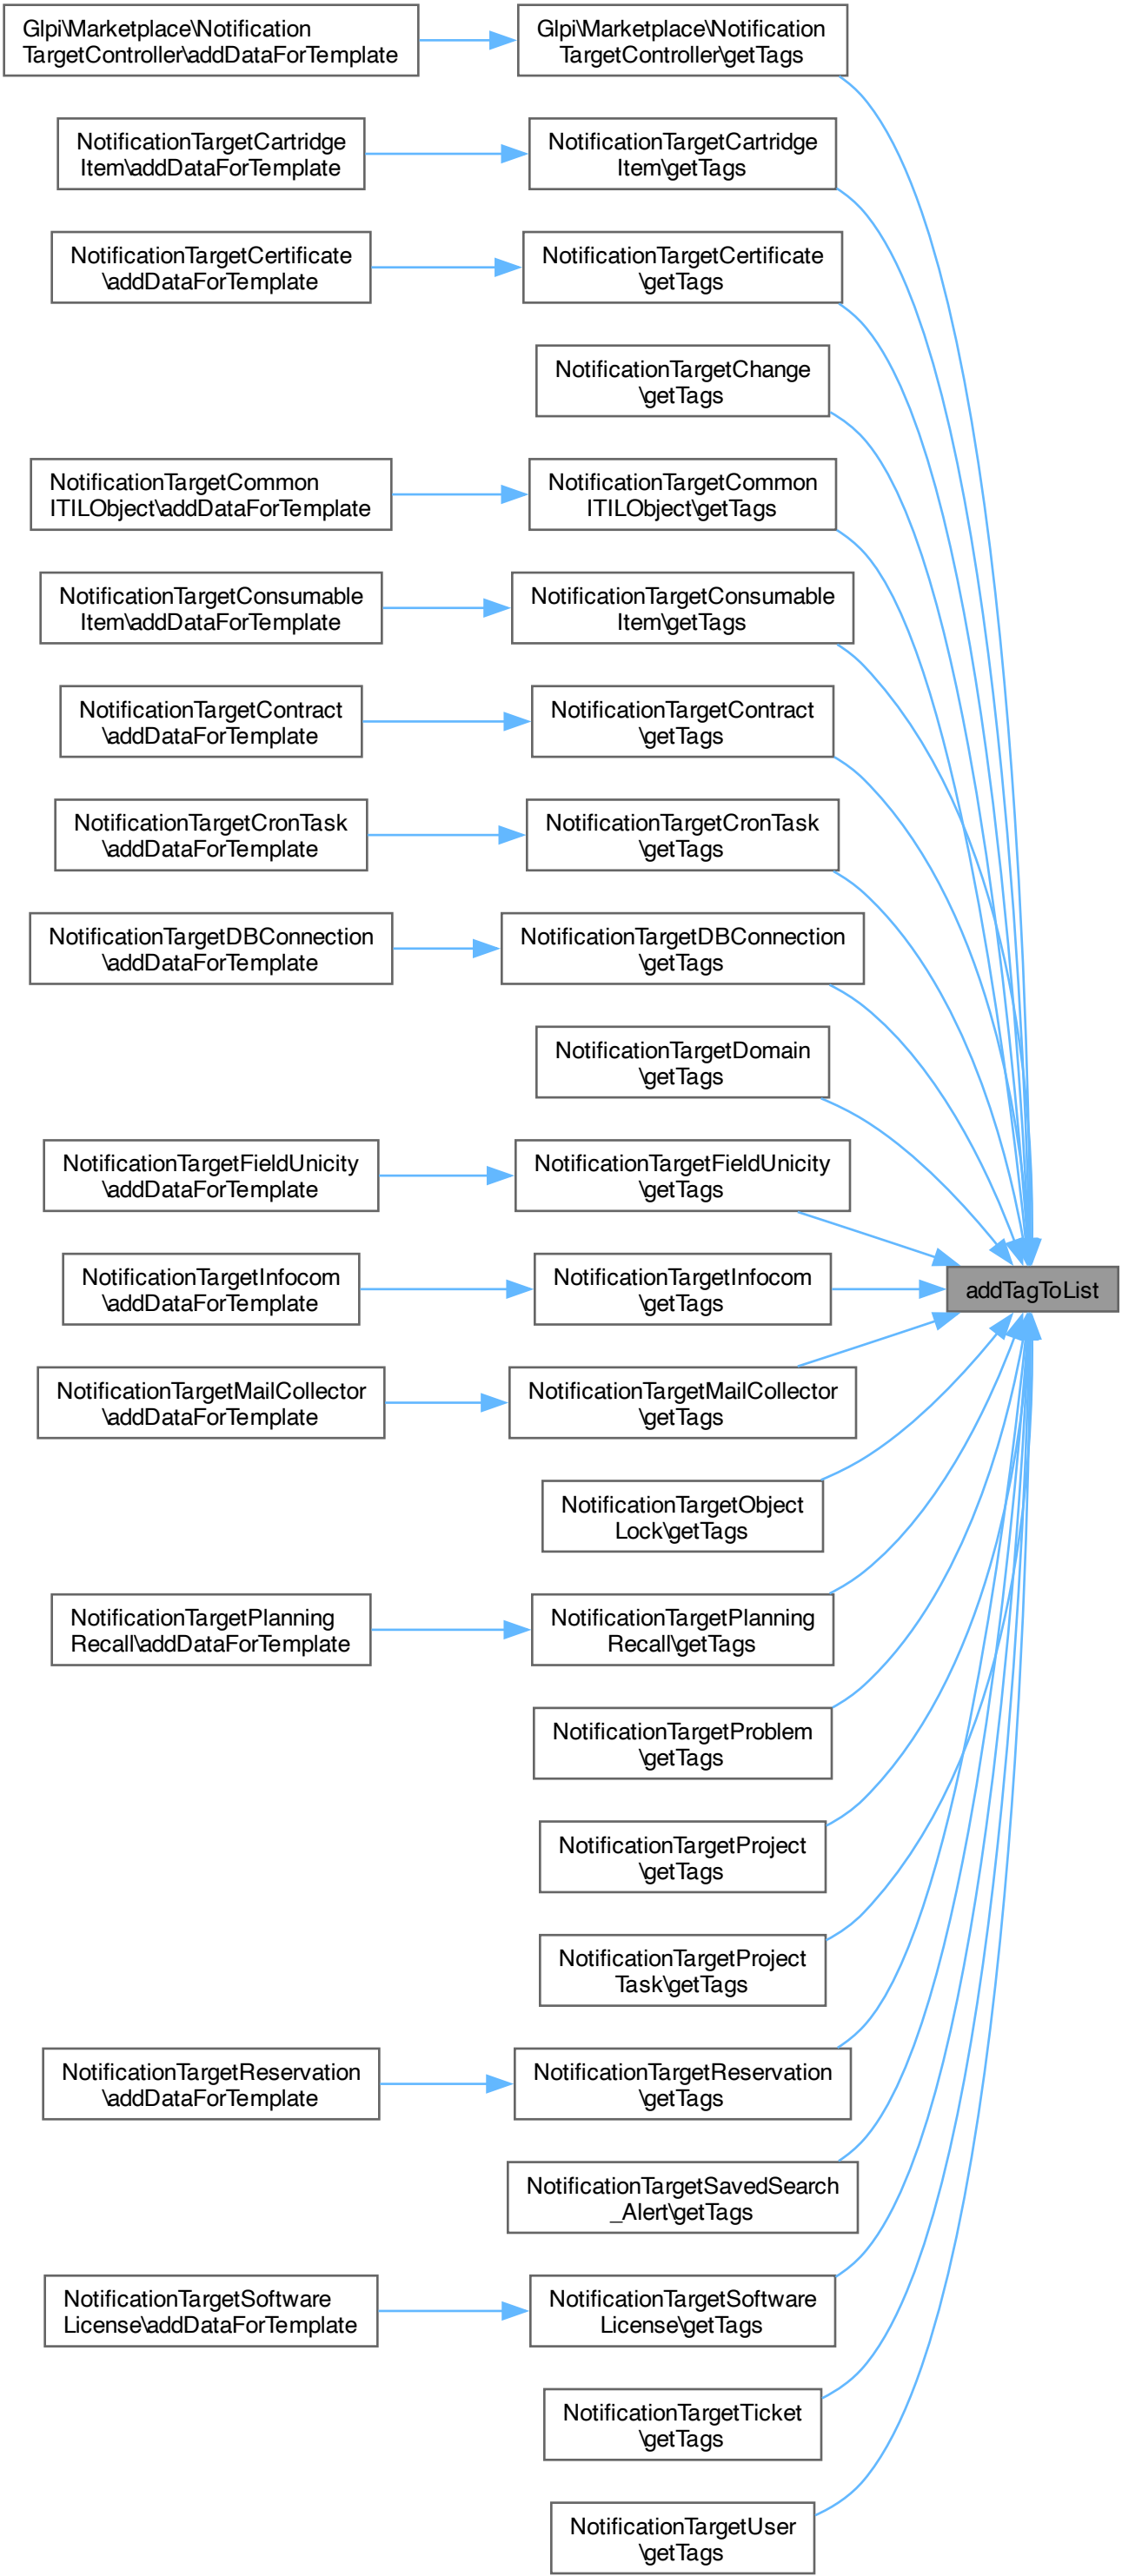 Glpi\Marketplace\Notification
TargetController\addDataForTemplate
Glpi\Marketplace\Notification
TargetController\getTags
NotificationTargetCartridge
Item\addDataForTemplate
NotificationTargetCartridge
Item\getTags
NotificationTargetCertificate
\addDataForTemplate
NotificationTargetCertificate
\getTags
NotificationTargetChange
\getTags
NotificationTargetCommon
ITILObject\addDataForTemplate
NotificationTargetCommon
ITILObject\getTags
NotificationTargetConsumable
Item\addDataForTemplate
NotificationTargetConsumable
Item\getTags
NotificationTargetContract
\addDataForTemplate
NotificationTargetContract
\getTags
NotificationTargetCronTask
\addDataForTemplate
NotificationTargetCronTask
\getTags
NotificationTargetDBConnection
\addDataForTemplate
NotificationTargetDBConnection
\getTags
NotificationTargetDomain
\getTags
NotificationTargetFieldUnicity
\addDataForTemplate
NotificationTargetFieldUnicity
\getTags
NotificationTargetInfocom
\addDataForTemplate
NotificationTargetInfocom
\getTags
addTagToList
NotificationTargetMailCollector
\addDataForTemplate
NotificationTargetMailCollector
\getTags
NotificationTargetObject
Lock\getTags
NotificationTargetPlanning
Recall\addDataForTemplate
NotificationTargetPlanning
Recall\getTags
NotificationTargetProblem
\getTags
NotificationTargetProject
\getTags
NotificationTargetProject
Task\getTags
NotificationTargetReservation
\addDataForTemplate
NotificationTargetReservation
\getTags
NotificationTargetSavedSearch
_Alert\getTags
NotificationTargetSoftware
License\addDataForTemplate
NotificationTargetSoftware
License\getTags
NotificationTargetTicket
\getTags
NotificationTargetUser
\getTags